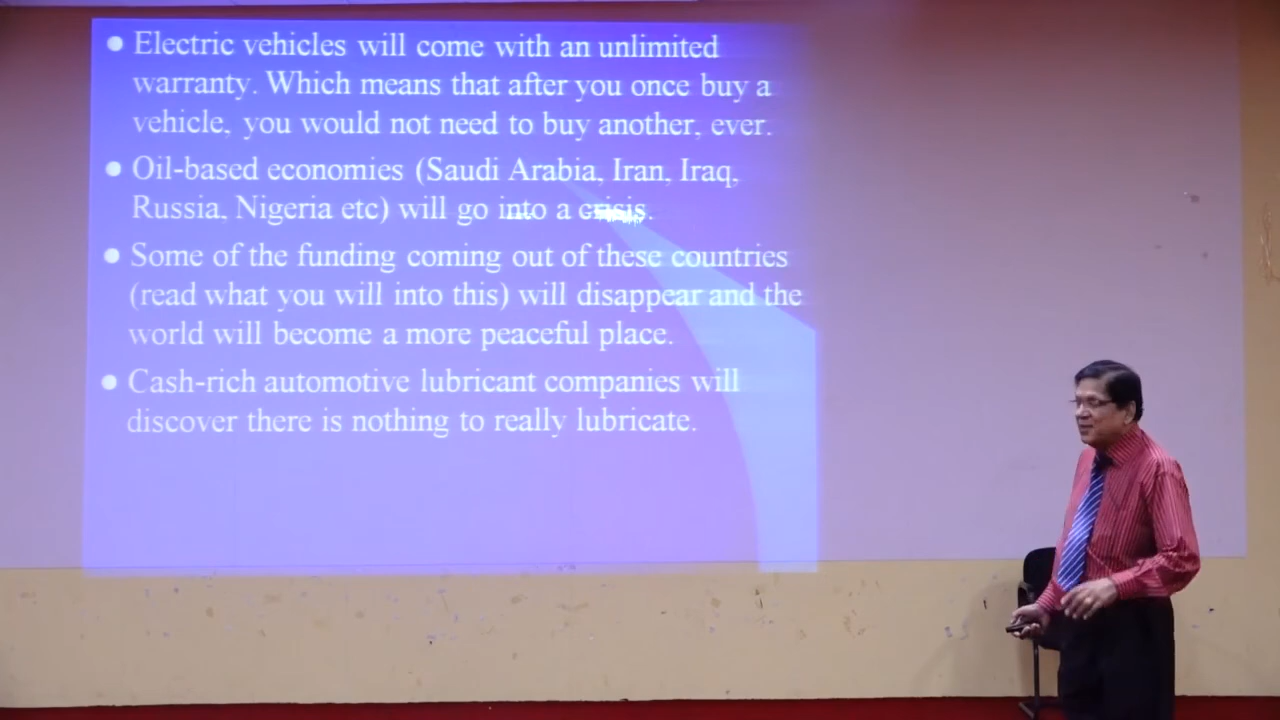 Electric vehicles will come with an unlimited
warranty. Which means that after you once buy a
vehicle, you would not need to buy another, ever.
Oil-based economies (Saudi Arabia, Iran, Iraq,
Russia, Nigeria etc) will go into a crisis.
Some of the funding coming out of these countries
(read what you will into this) will disappear and the
world will become a more peaceful place.
Cash-rich automotive lubricant companies will
discover there is nothing to really lubricate.